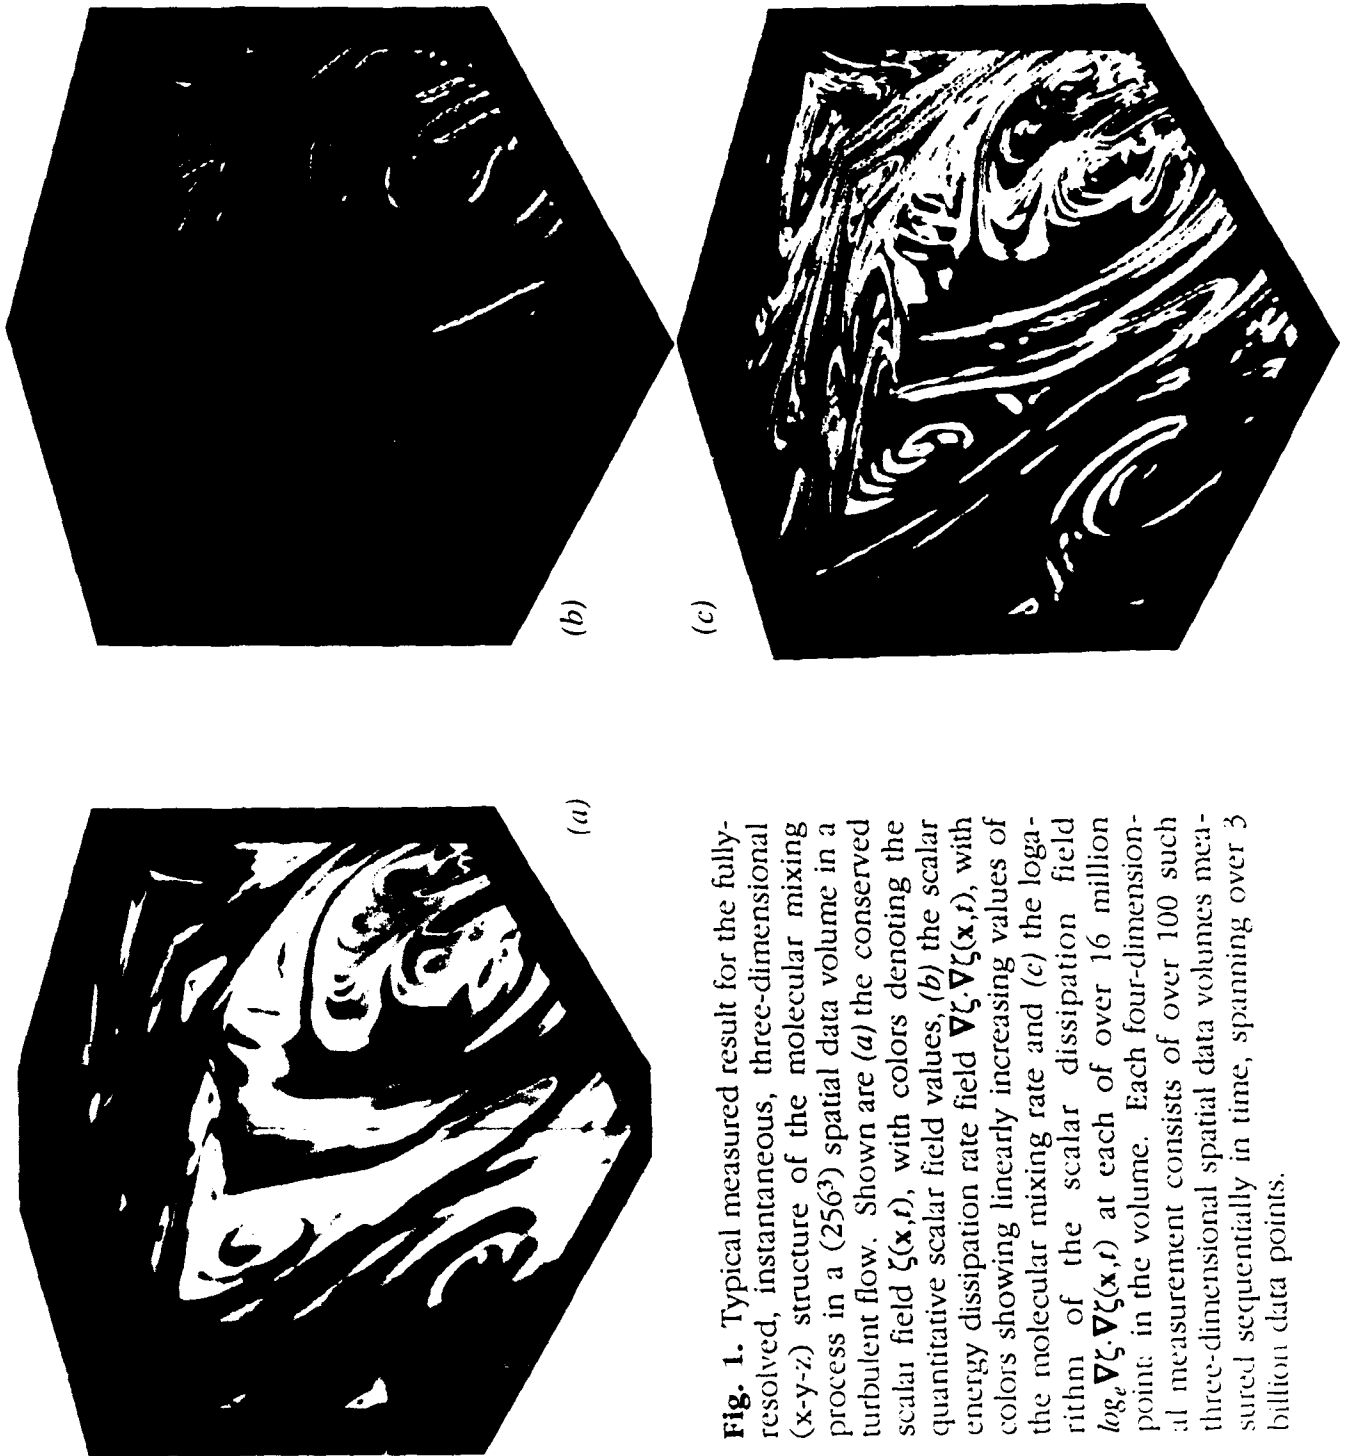 (a)
(b)
(c)
Fig. 1. Typical measured result for the fully-
resolved, instantaneous, three-dimensional
(x-y-z) structure of the molecular mixing
process in a (256³) spatial data volume in a
turbulent flow. Shown are (a) the conserved
scalar field ζ(x,t), with colors denoting the
quantitative scalar field values, (b) the scalar
energy dissipation rate field ∇ζ·∇ζ(x,t), with
colors showing linearly increasing values of
the molecular mixing rate and (c) the loga-
rithm of the scalar dissipation field
logₑ ∇ζ·∇ζ(x,t) at each of over 16 million
points in the volume. Each four-dimension-
al measurement consists of over 100 such
three-dimensional spatial data volumes mea-
sured sequentially in time, spanning over 3
billion data points.